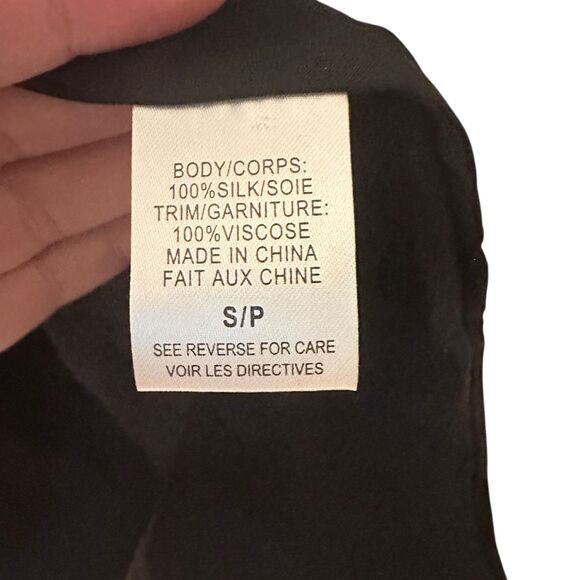 BODY/CORPS:
100%SILK/SOIE
TRIM/GARNITURE:
100%VISCOSE
MADE IN CHINA
FAIT AUX CHINE
S/P
SEE REVERSE FOR CARE
VOIR LES DIRECTIVES